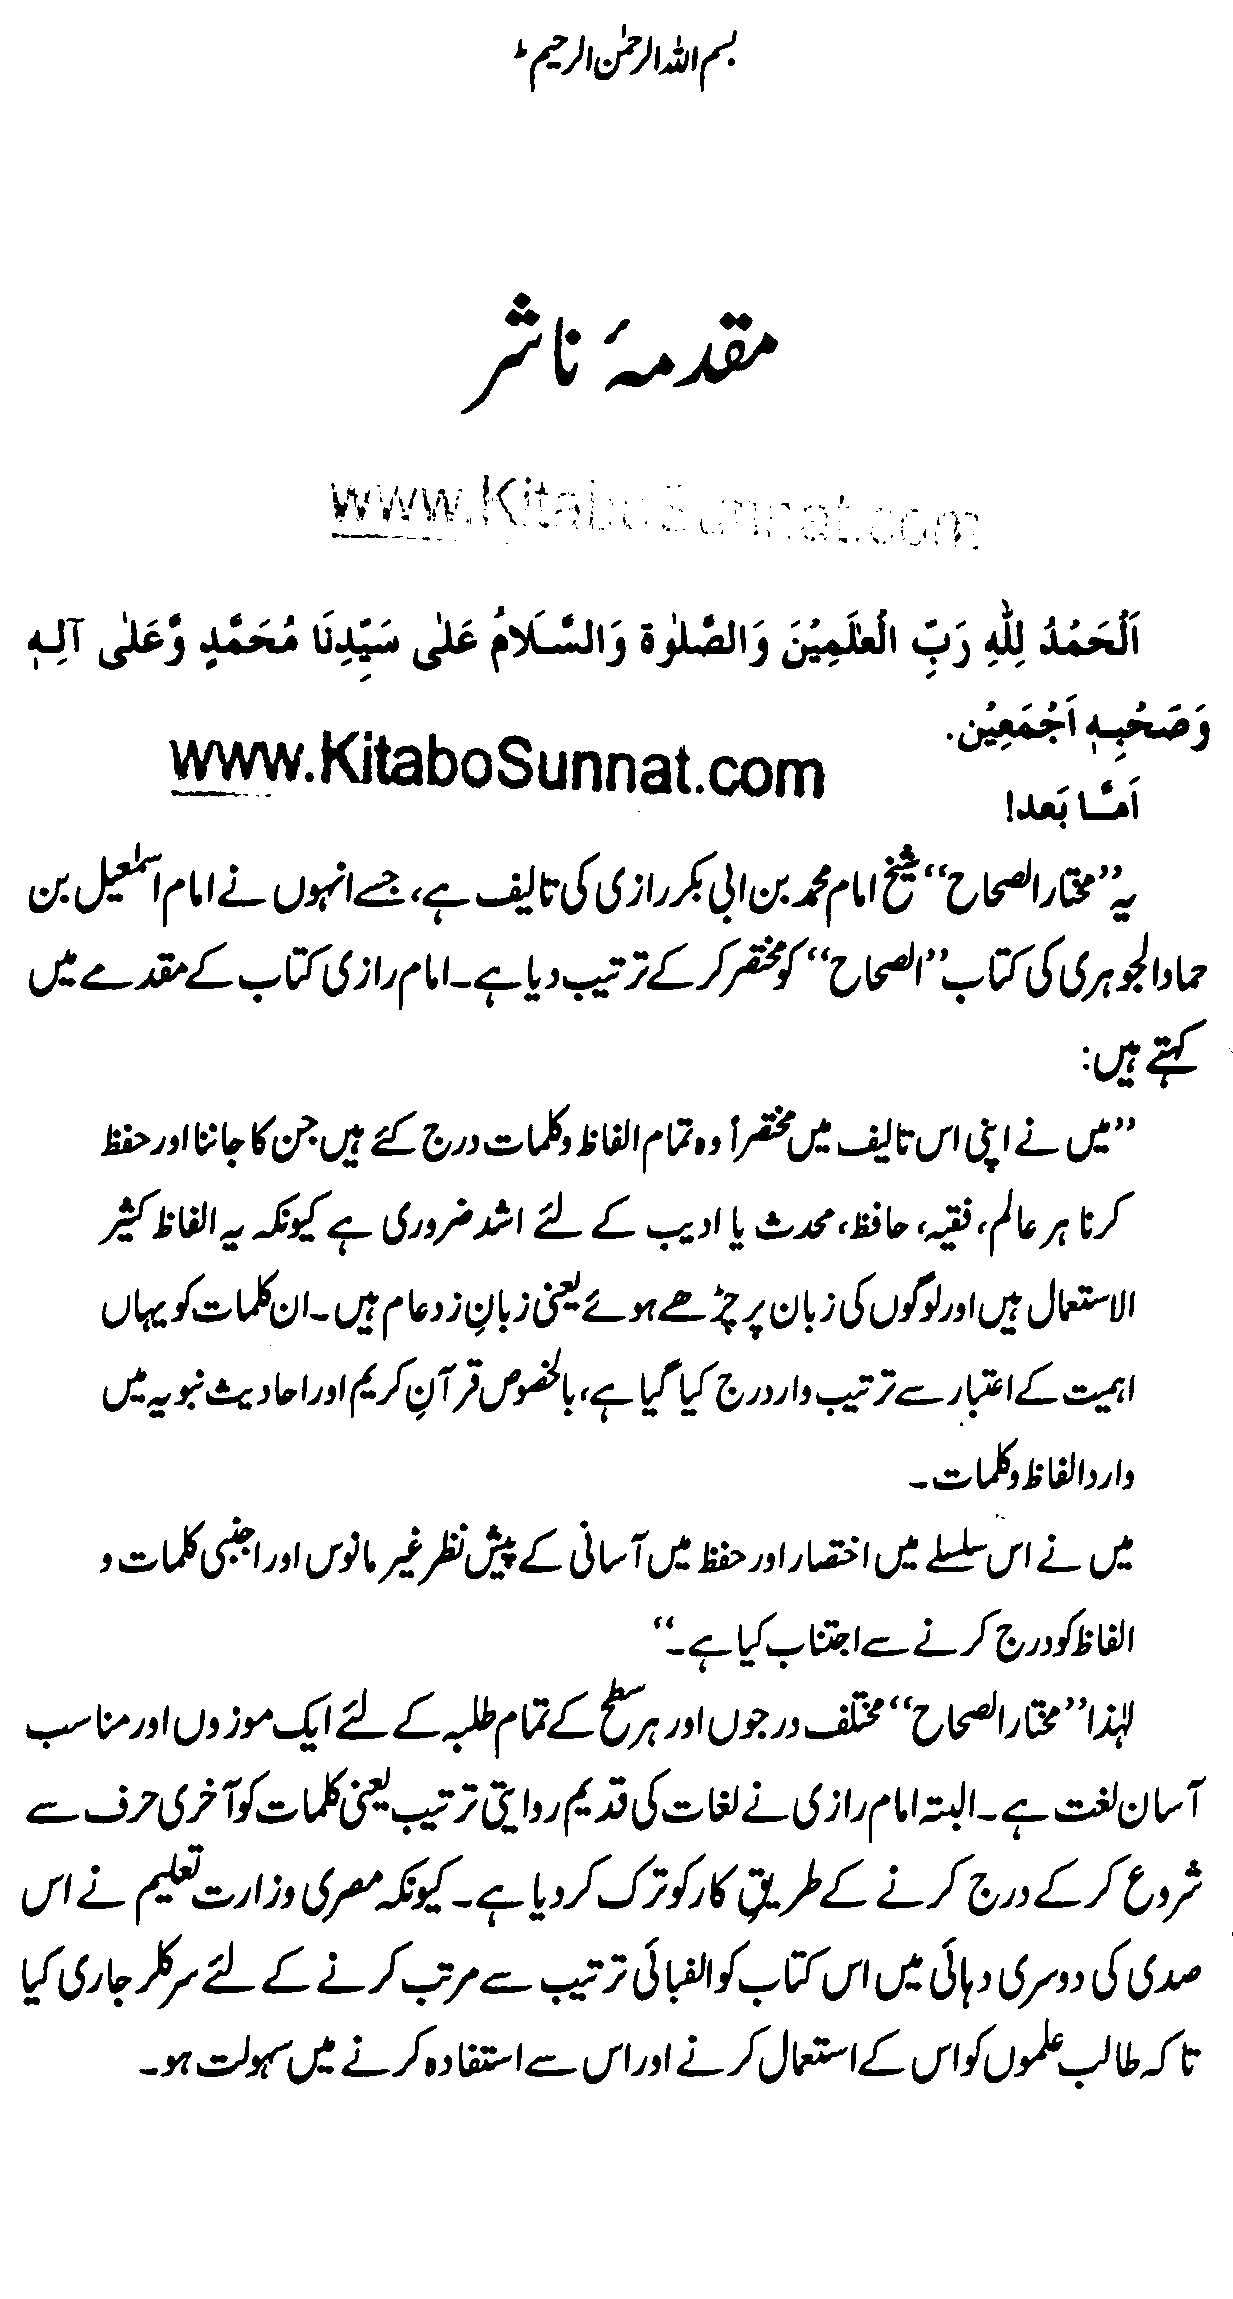 بسم اللہ الرحمٰن الرحیم ط
مقدمۂ ناشر
www.KitaboSunnat.com
اَلْحَمْدُ لِلّٰهِ رَبِّ الْعٰلَمِيْنَ وَالصَّلٰوة وَالسَّلَامُ عَلٰى سَيِّدِنَا مُحَمَّدٍ وَّعَلٰى آلِهٖ
وَصَحْبِهٖ اَجْمَعِيْن.
www.KitaboSunnat.com
اَمَّا بَعد!
یہ ”مختار الصحاح“ شیخ امام محمد بن ابی بکر رازی کی تالیف ہے، جسے انہوں نے امام اسمٰعیل بن
حماد الجوہری کی کتاب ”الصحاح“ کو مختصر کر کے ترتیب دیا ہے۔ امام رازی کتاب کے مقدمے میں
کہتے ہیں:
”میں نے اپنی اس تالیف میں مختصراً وہ تمام الفاظ وکلمات درج کئے ہیں جن کا جاننا اور حفظ
کرنا ہر عالم، فقیہ، حافظ، محدث یا ادیب کے لئے اشد ضروری ہے کیونکہ یہ الفاظ کثیر
الاستعمال ہیں اور لوگوں کی زبان پر چڑھے ہوئے یعنی زبانِ زد عام ہیں۔ ان کلمات کو یہاں
اہمیت کے اعتبار سے ترتیب وار درج کیا گیا ہے، بالخصوص قرآنِ کریم اور احادیث نبویہ میں
وارد الفاظ وکلمات۔
میں نے اس سلسلے میں اختصار اور حفظ میں آسانی کے پیش نظر غیر مانوس اور اجنبی کلمات و
الفاظ کو درج کرنے سے اجتناب کیا ہے۔“
لہٰذا ”مختار الصحاح“ مختلف درجوں اور ہر سطح کے تمام طلبہ کے لئے ایک موزوں اور مناسب
آسان لغت ہے۔ البتہ امام رازی نے لغات کی قدیم روایتی ترتیب یعنی کلمات کو آخری حرف سے
شروع کر کے درج کرنے کے طریقِ کار کو ترک کر دیا ہے۔ کیونکہ مصری وزارت تعلیم نے اس
صدی کی دوسری دہائی میں اس کتاب کو الفبائی ترتیب سے مرتب کرنے کے لئے سرکلر جاری کیا
تاکہ طالب علموں کو اس کے استعمال کرنے اور اس سے استفادہ کرنے میں سہولت ہو۔